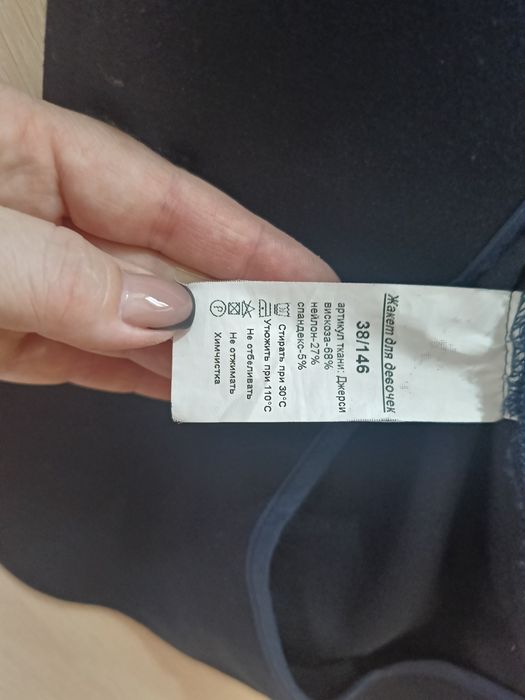 Жакет для девочек
38/146
артикул ткани: Джерси
вискоза-68%
нейлон-27%
спандекс-5%
Стирать при 30°С
Утюжить при 110°С
Не отбеливать
Не отжимать
Химчистка